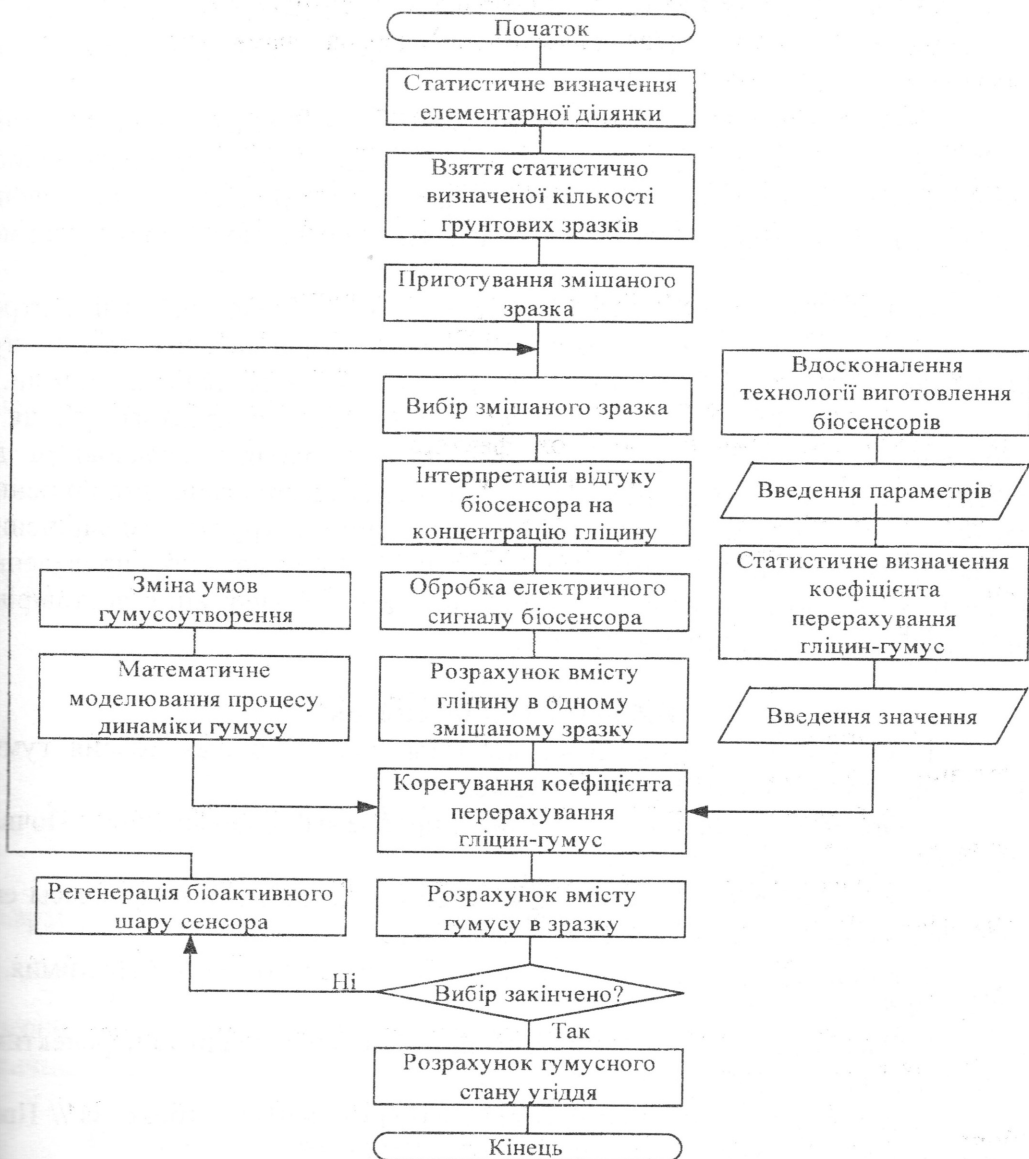 Початок
Статистичне визначення
елементарної ділянки
Взяття статистично
визначеної кількості
грунтових зразків
Приготування змішаного
зразка
Вибір змішаного зразка
Інтерпретація відгуку
біосенсора на
концентрацію гліцину
Обробка електричного
сигналу біосенсора
Розрахунок вмісту
гліцину в одному
змішаному зразку
Вдосконалення
технології виготовлення
біосенсорів
Введення параметрів
Статистичне визначення
коефіцієнта
перерахування
гліцин-гумус
Введення значення
Зміна умов
гумусоутворення
Математичне
моделювання процесу
динаміки гумусу
Корегування коефіцієнта
перерахування
гліцин-гумус
Розрахунок вмісту
гумусу в зразку
Регенерація біоактивного
шару сенсора
Ні
Вибір закінчено?
Так
Розрахунок гумусного
стану угіддя
Кінець